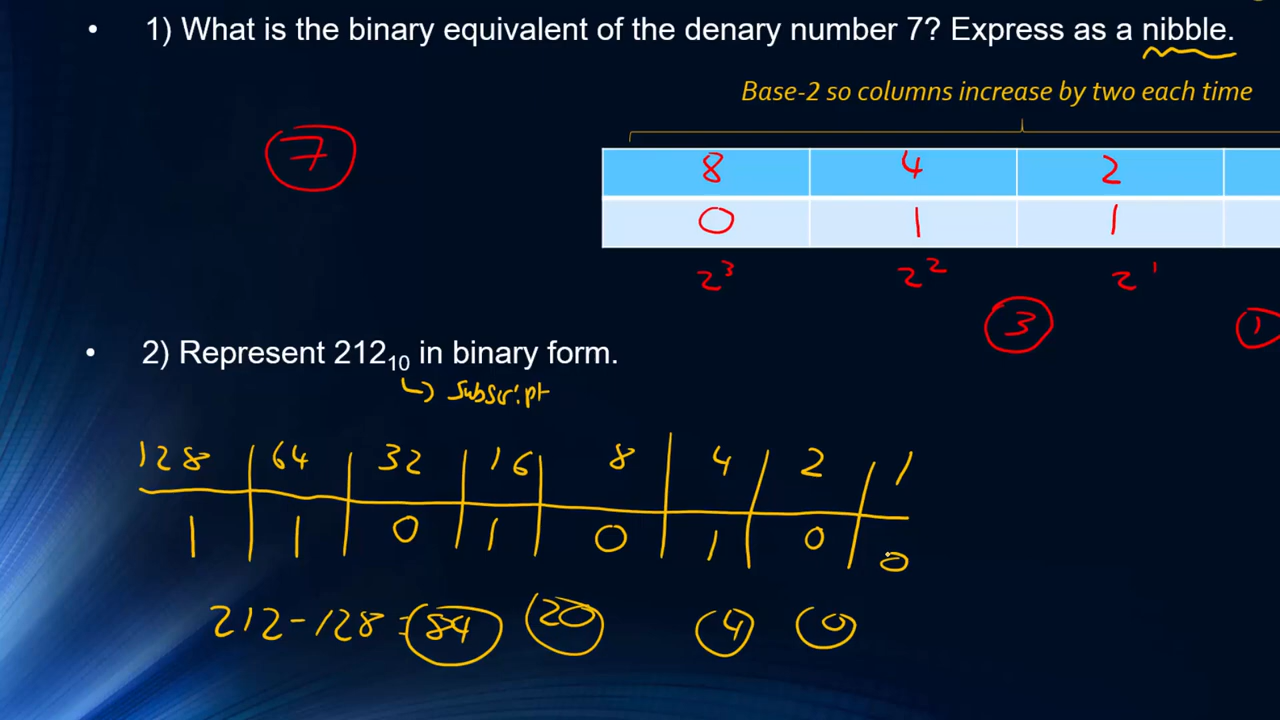 • 1) What is the binary equivalent of the denary number 7? Express as a nibble.
Base-2 so columns increase by two each time
7
8 4 2
0 1 1
2³ 2² 2¹
3 1
• 2) Represent 212₁₀ in binary form.
↳ Subscript
128 64 32 16 8 4 2 1
1 1 0 1 0 1 0 0
212-128 = 84 20 4 0